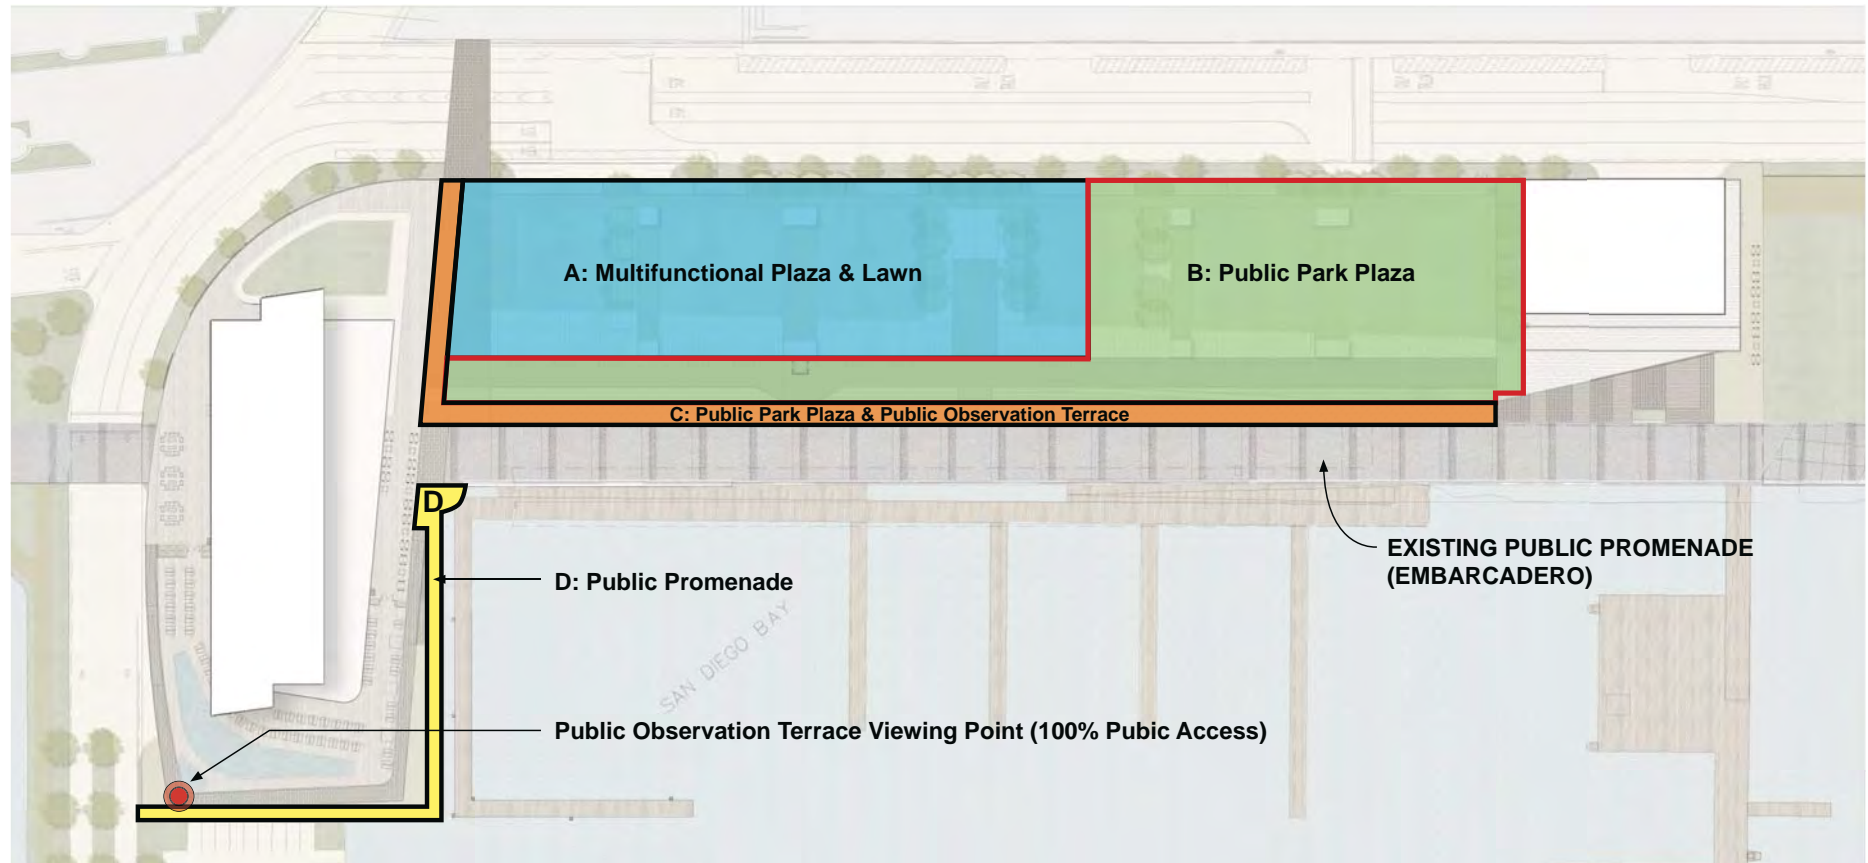 A: Multifunctional Plaza & Lawn
B: Public Park Plaza
C: Public Park Plaza & Public Observation Terrace
D
EXISTING PUBLIC PROMENADE
(EMBARCADERO)
D: Public Promenade
SAN DIEGO BAY
Public Observation Terrace Viewing Point (100% Pubic Access)